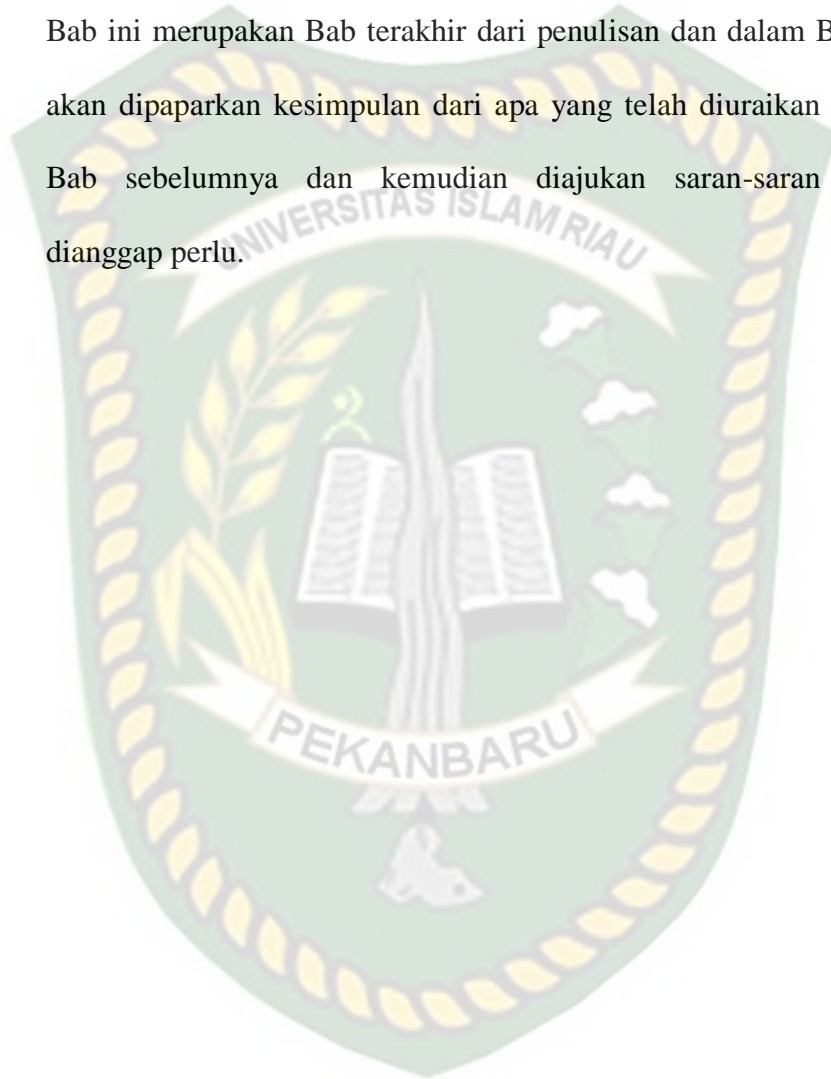 Bab ini merupakan Bab terakhir dari penulisan dan dalam B
akan dipaparkan kesimpulan dari apa yang telah diuraikan
Bab sebelumnya dan kemudian diajukan saran-saran
dianggap perlu.
UNIVERSITAS ISLAM RIAU
PEKANBARU